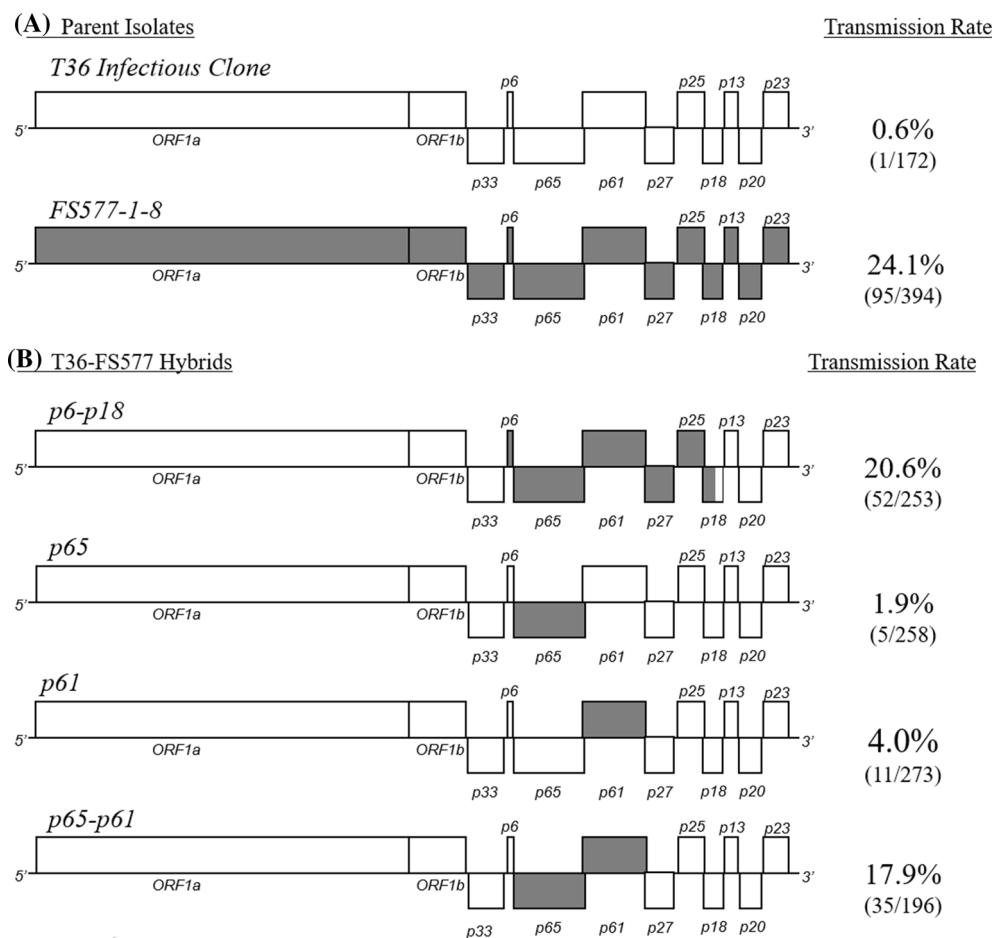 (A) Parent Isolates Transmission Rate
T36 Infectious Clone
p6 p25 p13 p23
5' 3'
ORF1a ORF1b
p33 p65 p61 p27 p18 p20
0.6%
(1/172)
FS577-1-8
p6 p25 p13 p23
5' 3'
ORF1a ORF1b
p33 p65 p61 p27 p18 p20
24.1%
(95/394)
(B) T36-FS577 Hybrids Transmission Rate
p6-p18
p6 p25 p13 p23
5' 3'
ORF1a ORF1b
p33 p65 p61 p27 p18 p20
20.6%
(52/253)
p65
p6 p25 p13 p23
5' 3'
ORF1a ORF1b
p33 p65 p61 p27 p18 p20
1.9%
(5/258)
p61
p6 p25 p13 p23
5' 3'
ORF1a ORF1b
p33 p65 p61 p27 p18 p20
4.0%
(11/273)
p65-p61
p6 p25 p13 p23
5' 3'
ORF1a ORF1b
p33 p65 p61 p27 p18 p20
17.9%
(35/196)